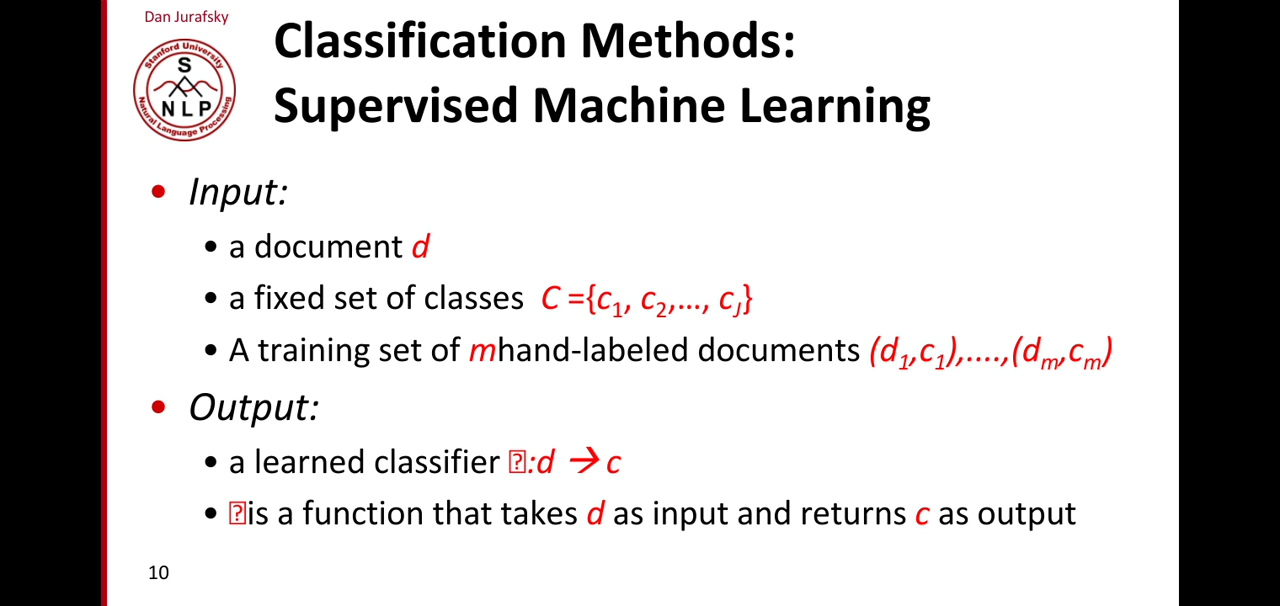 Dan Jurafsky
Stanford University
S
NLP
Natural Language Processing
Classification Methods:
Supervised Machine Learning
• Input:
• a document d
• a fixed set of classes C ={c1, c2,…, cJ}
• A training set of mhand-labeled documents (d1,c1),....,(dm,cm)
• Output:
• a learned classifier ⍰:d → c
• ⍰is a function that takes d as input and returns c as output
10